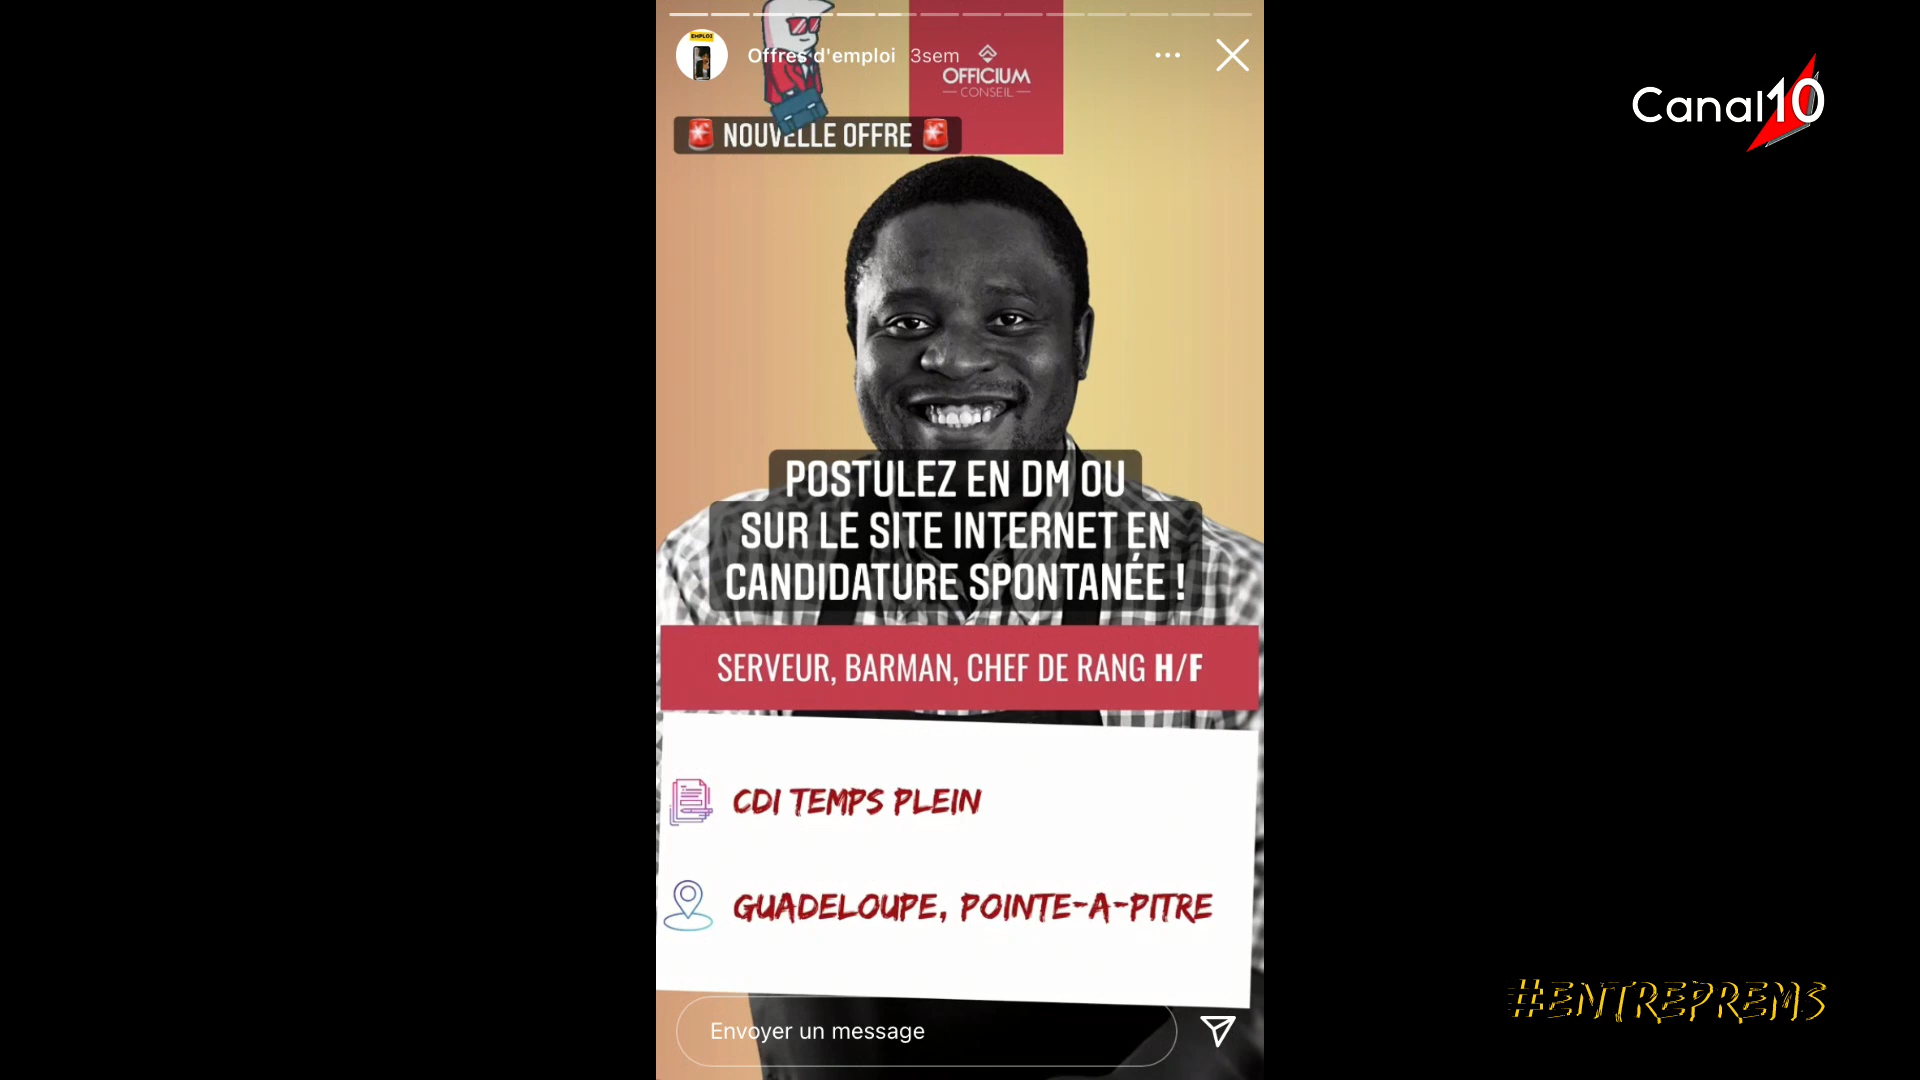 EMPLOI
Offres d'emploi 3sem
OFFICIUM
CONSEIL
Canal10
🚨 NOUVELLE OFFRE 🚨
POSTULEZ EN DM OU
SUR LE SITE INTERNET EN
CANDIDATURE SPONTANÉE !
SERVEUR, BARMAN, CHEF DE RANG H/F
CDI TEMPS PLEIN
GUADELOUPE, POINTE-A-PITRE
Envoyer un message
#ENTREPREMS